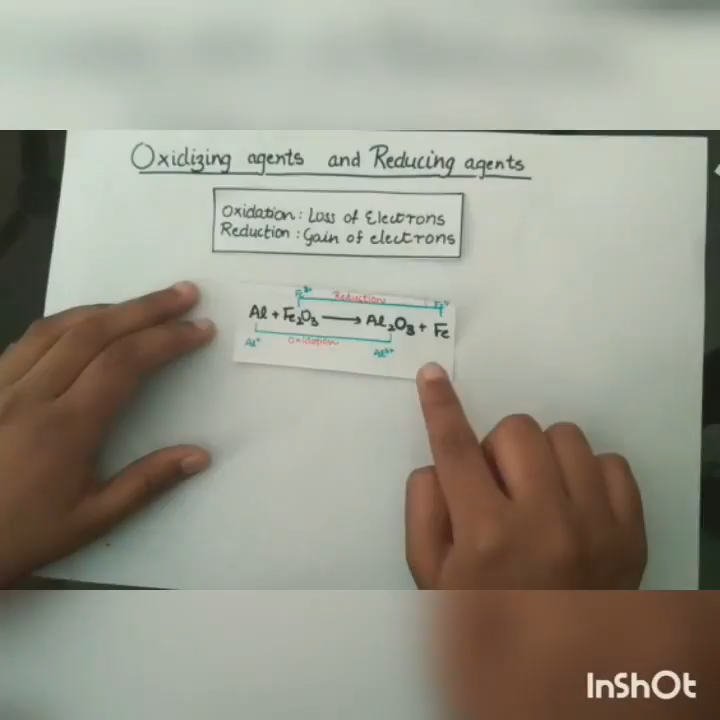 Oxidizing agents and Reducing agents
Oxidation: Loss of Electrons
Reduction: Gain of electrons
Reduction
Al + Fe₂O₃ ⟶ Al₂O₃ + Fe
Oxidation
InShOt